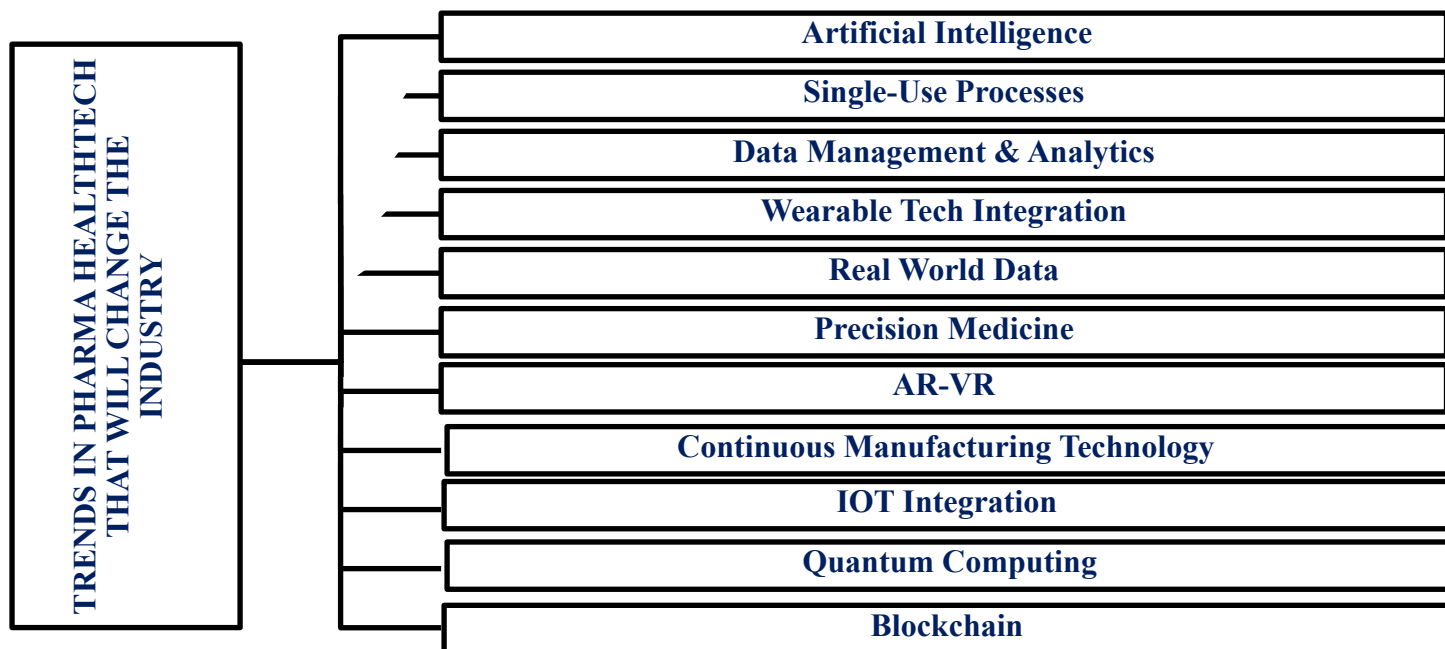 TRENDS IN PHARMA HEALTHTECH
THAT WILL CHANGE THE
INDUSTRY
Artificial Intelligence
Single-Use Processes
Data Management & Analytics
Wearable Tech Integration
Real World Data
Precision Medicine
AR-VR
Continuous Manufacturing Technology
IOT Integration
Quantum Computing
Blockchain